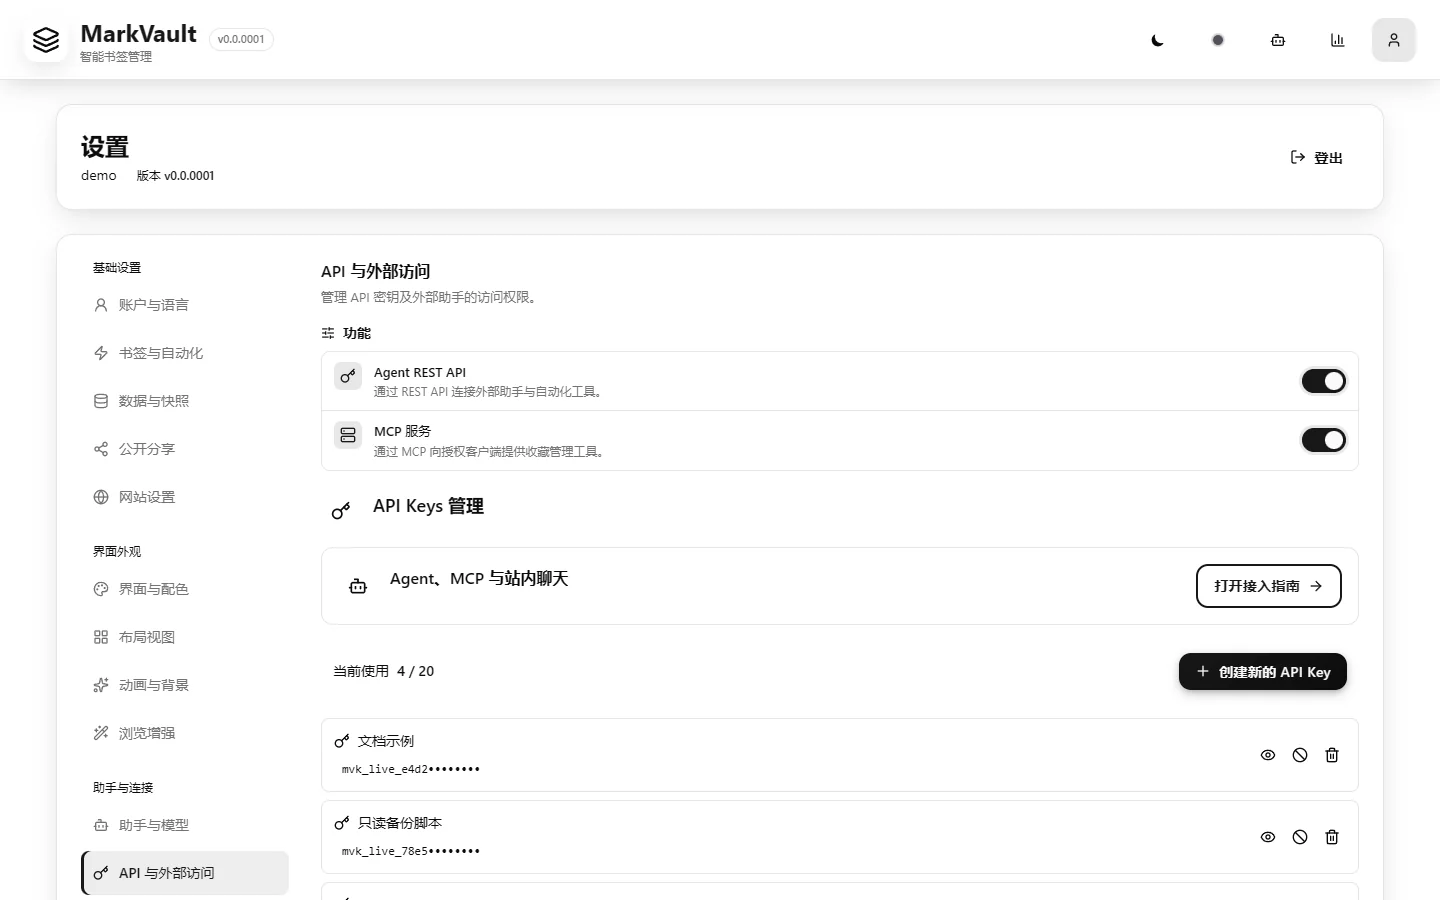 MarkVault
v0.0.0001
智能书签管理
设置
demo
版本 v0.0.0001
登出
基础设置
账户与语言
书签与自动化
数据与快照
公开分享
网站设置
界面外观
界面与配色
布局视图
动画与背景
浏览增强
助手与连接
助手与模型
API 与外部访问
API 与外部访问
管理 API 密钥及外部助手的访问权限。
功能
Agent REST API
通过 REST API 连接外部助手与自动化工具。
MCP 服务
通过 MCP 向授权客户端提供收藏管理工具。
API Keys 管理
Agent、MCP 与站内聊天
打开接入指南
当前使用 4 / 20
创建新的 API Key
文档示例
mvk_live_e4d2••••••••
只读备份脚本
mvk_live_78e5••••••••